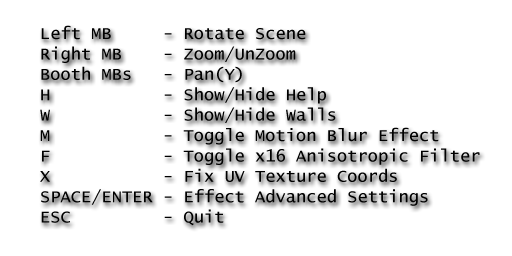 Left MB - Rotate Scene
Right MB - Zoom/UnZoom
Booth MBs - Pan(Y)
H - Show/Hide Help
W - Show/Hide Walls
M - Toggle Motion Blur Effect
F - Toggle x16 Anisotropic Filter
X - Fix UV Texture Coords
SPACE/ENTER - Effect Advanced Settings
ESC - Quit